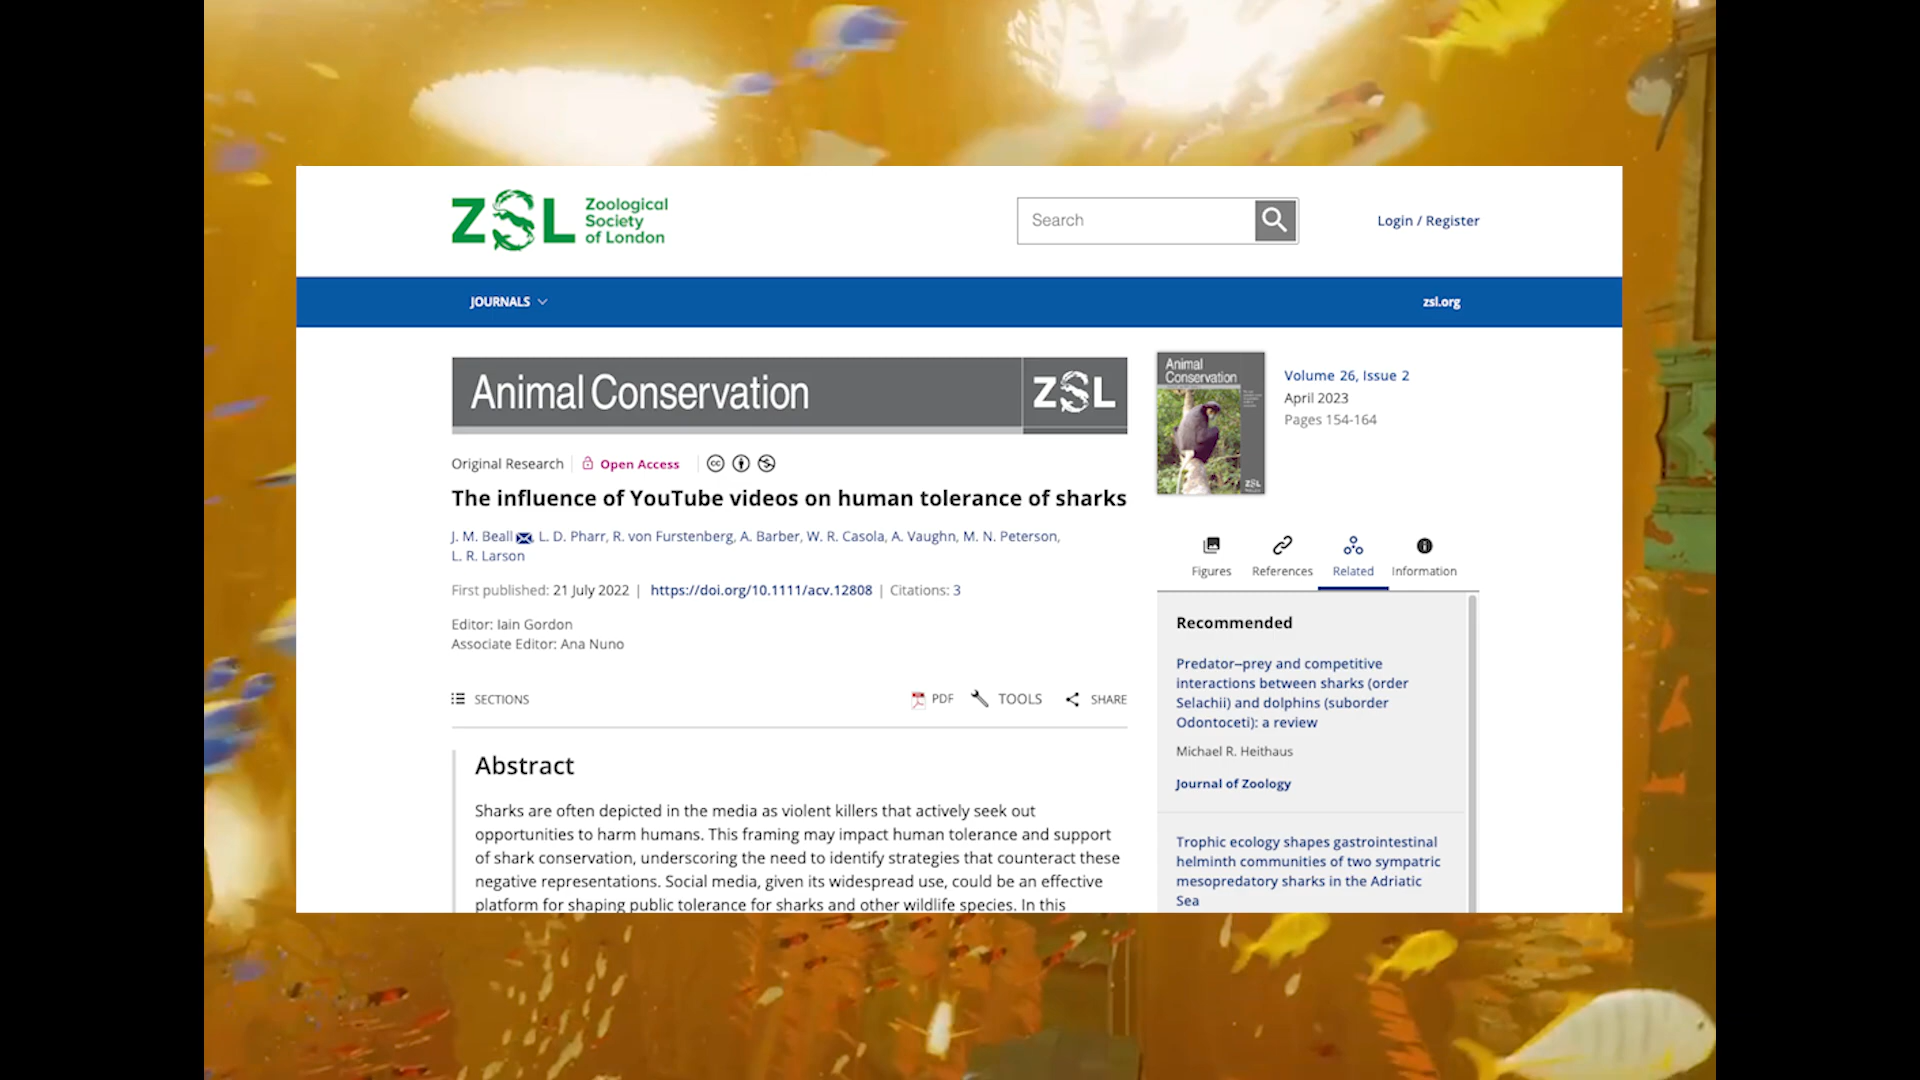 ZSL Zoological
Society
of London
Search
Login / Register
JOURNALS
zsl.org
Animal Conservation ZSL
Animal
Conservation
ZSL
Volume 26, Issue 2
April 2023
Pages 154-164
Original Research Open Access
The influence of YouTube videos on human tolerance of sharks
J. M. Beall, L. D. Pharr, R. von Furstenberg, A. Barber, W. R. Casola, A. Vaughn, M. N. Peterson,
L. R. Larson
First published: 21 July 2022 | https://doi.org/10.1111/acv.12808 | Citations: 3
Editor: Iain Gordon
Associate Editor: Ana Nuno
SECTIONS PDF TOOLS SHARE
Abstract
Sharks are often depicted in the media as violent killers that actively seek out
opportunities to harm humans. This framing may impact human tolerance and support
of shark conservation, underscoring the need to identify strategies that counteract these
negative representations. Social media, given its widespread use, could be an effective
platform for shaping public tolerance for sharks and other wildlife species. In this
Figures References Related Information
Recommended
Predator–prey and competitive
interactions between sharks (order
Selachii) and dolphins (suborder
Odontoceti): a review
Michael R. Heithaus
Journal of Zoology
Trophic ecology shapes gastrointestinal
helminth communities of two sympatric
mesopredatory sharks in the Adriatic
Sea